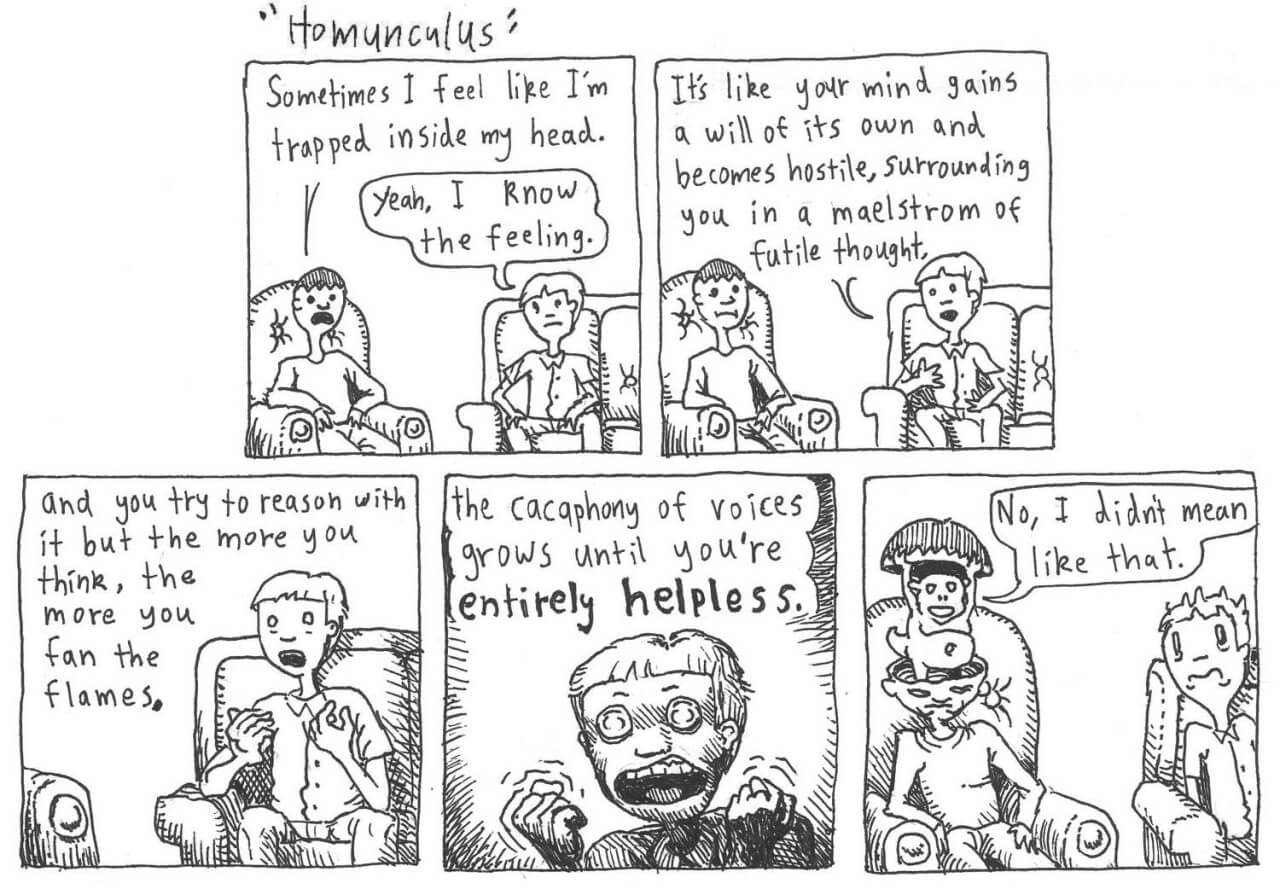 "Homunculus"
Sometimes I feel like I'm
trapped inside my head.
Yeah, I know
the feeling.
It's like your mind gains
a will of its own and
becomes hostile, surrounding
you in a maelstrom of
futile thought,
and you try to reason with
it but the more you
think, the
more you
fan the
flames.
the cacaphony of voices
grows until you're
entirely helpless.
No, I didn't mean
like that.